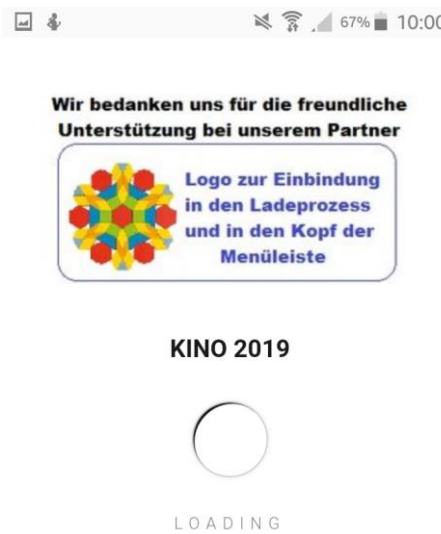 67% 10:00
Wir bedanken uns für die freundliche
Unterstützung bei unserem Partner
Logo zur Einbindung
in den Ladeprozess
und in den Kopf der
Menüleiste
KINO 2019
LOADING